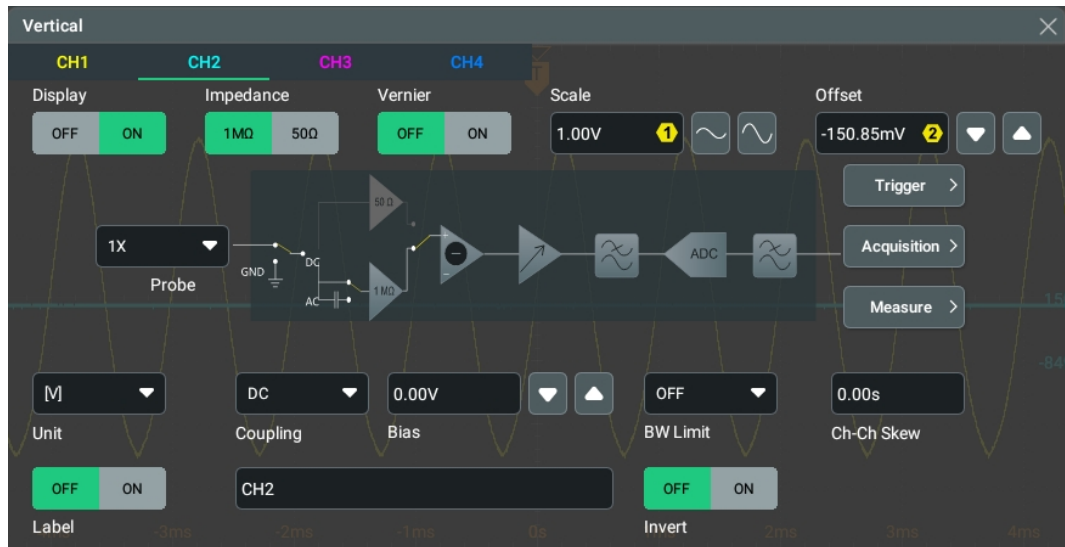 Vertical
CH1 CH2 CH3 CH4
T
Display Impedance Vernier Scale Offset
OFF ON 1MΩ 50Ω OFF ON 1.00V 1 -150.85mV 2
Trigger >
50 Ω
1X
DC
ADC
Acquisition >
GND
Probe
AC
1 MΩ
Measure >
[V] DC 0.00V OFF 0.00s
Unit Coupling Bias BW Limit Ch-Ch Skew
OFF ON CH2 OFF ON
Label Invert
-3ms -2ms -1ms 0s 2ms 3ms 4ms